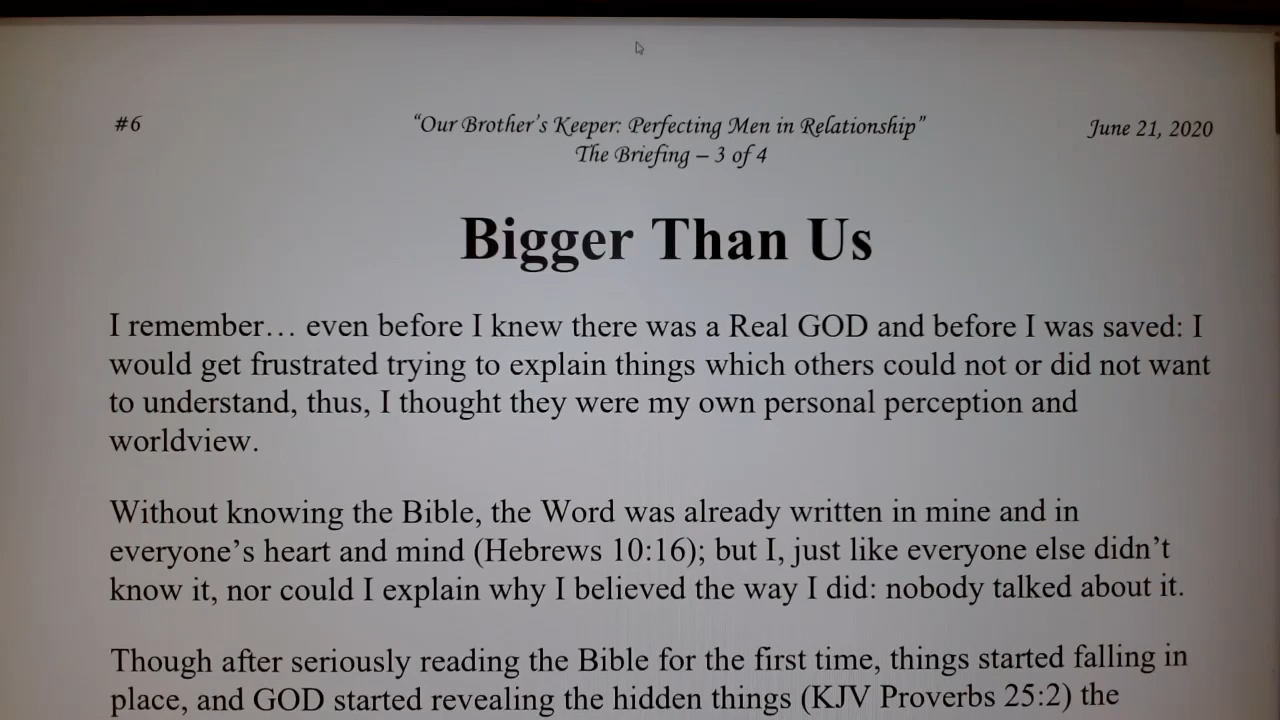 #6
“Our Brother’s Keeper: Perfecting Men in Relationship”
June 21, 2020
The Briefing – 3 of 4
Bigger Than Us
I remember… even before I knew there was a Real GOD and before I was saved: I
would get frustrated trying to explain things which others could not or did not want
to understand, thus, I thought they were my own personal perception and
worldview.
Without knowing the Bible, the Word was already written in mine and in
everyone’s heart and mind (Hebrews 10:16); but I, just like everyone else didn’t
know it, nor could I explain why I believed the way I did: nobody talked about it.
Though after seriously reading the Bible for the first time, things started falling in
place, and GOD started revealing the hidden things (KJV Proverbs 25:2) the